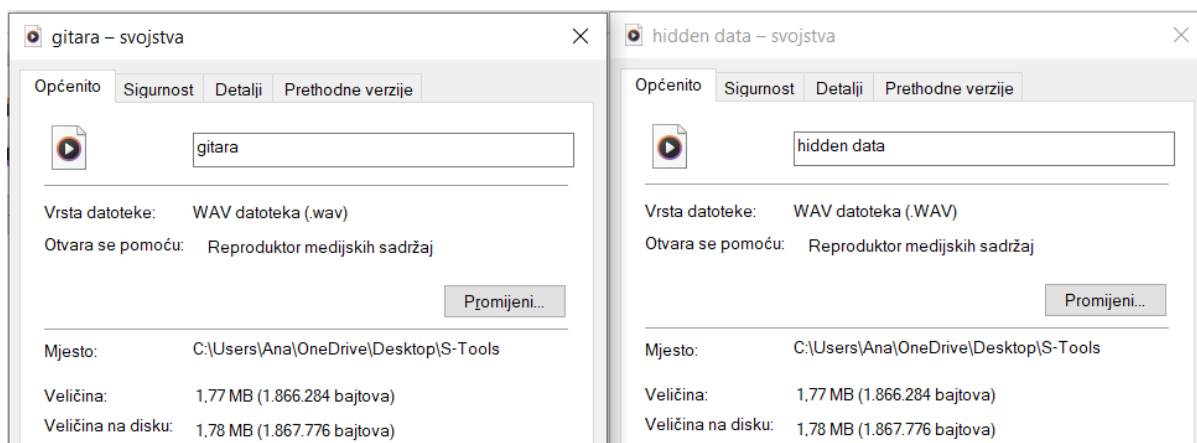 gitara – svojstva
Općenito Sigurnost Detalji Prethodne verzije
gitara
Vrsta datoteke: WAV datoteka (.wav)
Otvara se pomoću: Reproduktor medijskih sadržaj
Promijeni...
Mjesto: C:\Users\Ana\OneDrive\Desktop\S-Tools
Veličina: 1,77 MB (1.866.284 bajtova)
Veličina na disku: 1,78 MB (1.867.776 bajtova)
hidden data – svojstva
Općenito Sigurnost Detalji Prethodne verzije
hidden data
Vrsta datoteke: WAV datoteka (.WAV)
Otvara se pomoću: Reproduktor medijskih sadržaj
Promijeni...
Mjesto: C:\Users\Ana\OneDrive\Desktop\S-Tools
Veličina: 1,77 MB (1.866.284 bajtova)
Veličina na disku: 1,78 MB (1.867.776 bajtova)